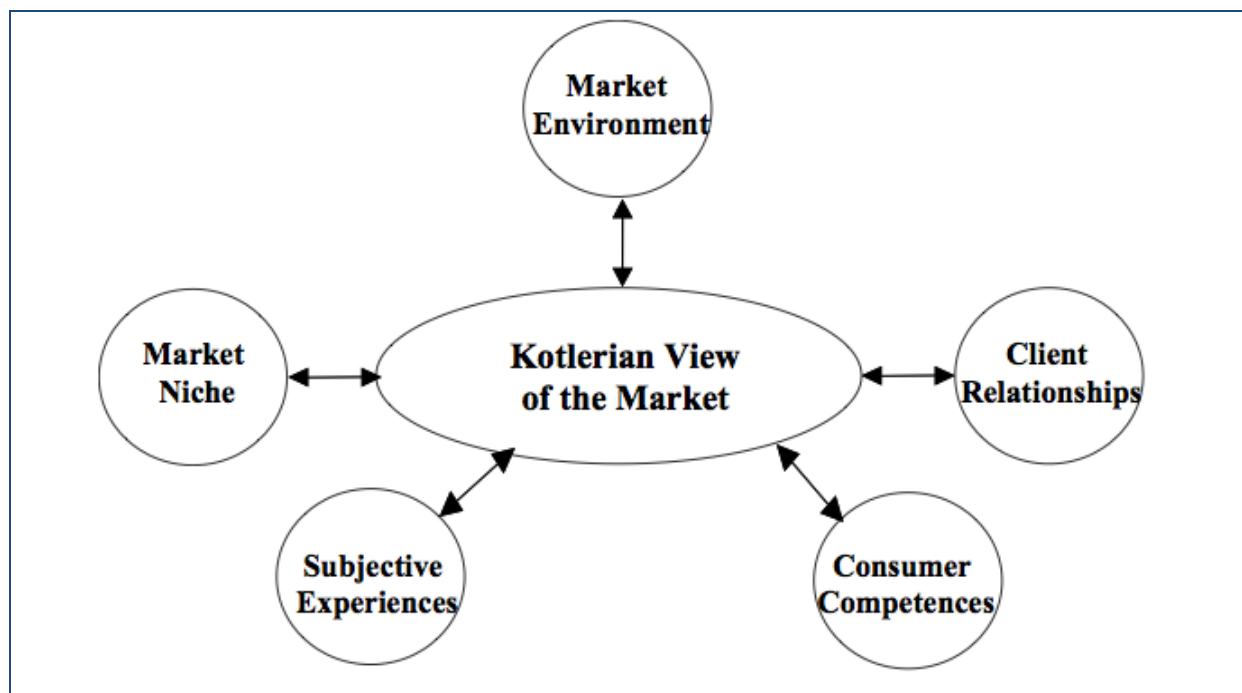 Market
Environment
Market
Niche
Kotlerian View
of the Market
Client
Relationships
Subjective
Experiences
Consumer
Competences